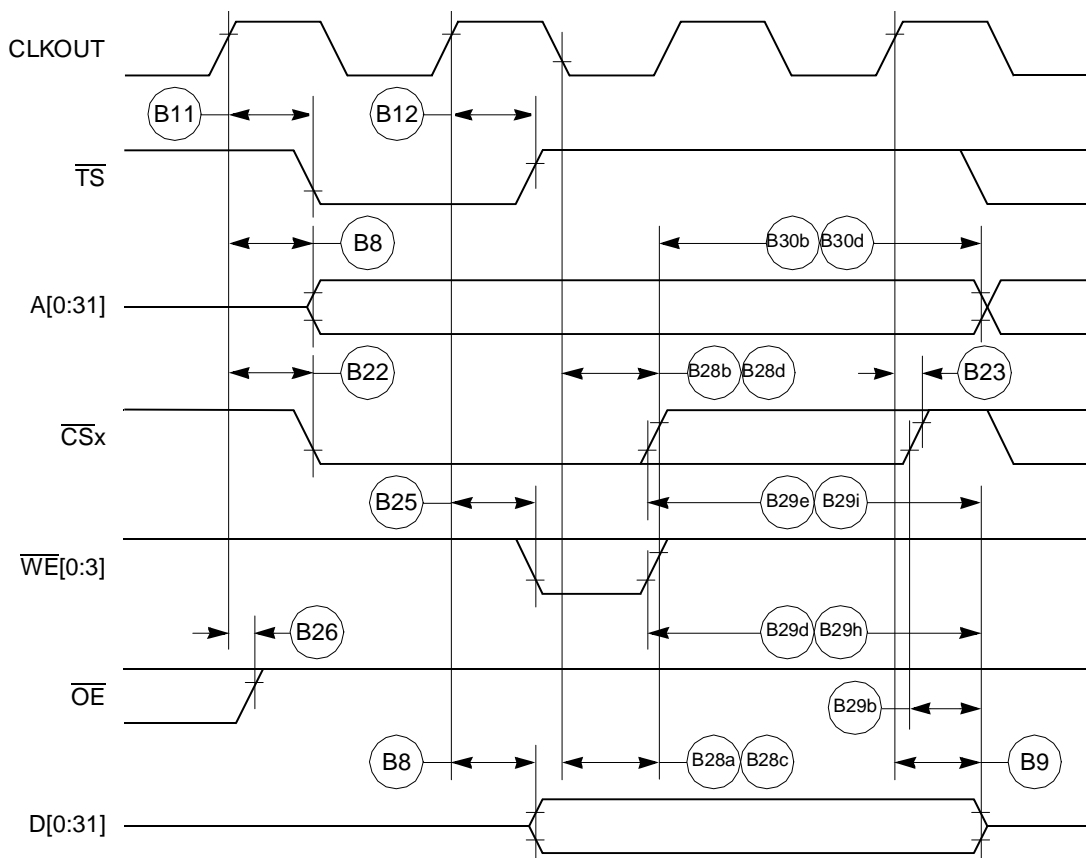 CLKOUT
B11
B12
TS
B8
B30b B30d
A[0:31]
B22
B28b B28d
B23
CSx
B25
B29e B29i
WE[0:3]
B26
B29d B29h
OE
B29b
B8
B28a B28c
B9
D[0:31]